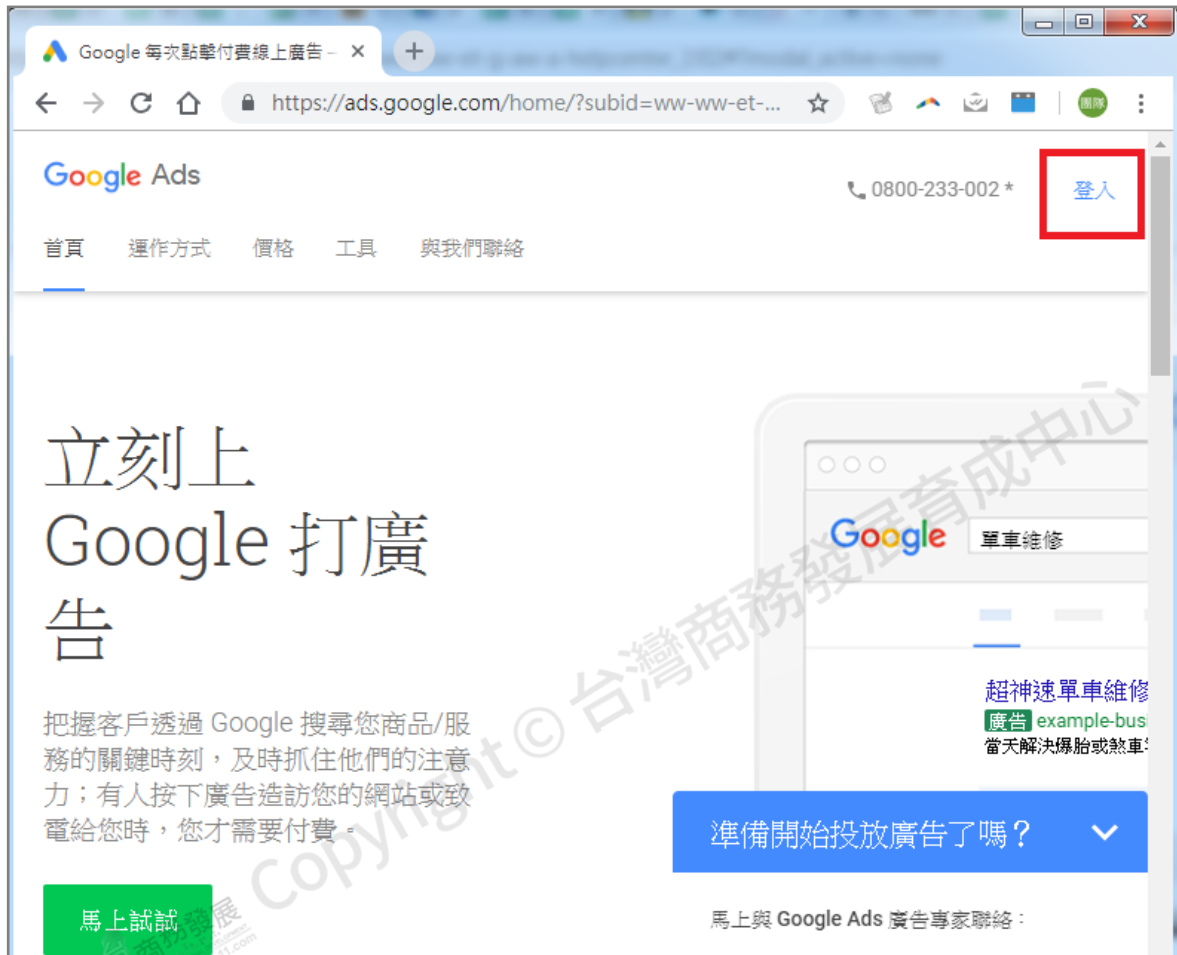 Google 每次點擊付費線上廣告 –
https://ads.google.com/home/?subid=ww-ww-et-...
團隊
Google Ads
0800-233-002 *
登入
首頁 運作方式 價格 工具 與我們聯絡
立刻上
Google 打廣
告
把握客戶透過 Google 搜尋您商品/服
務的關鍵時刻，及時抓住他們的注意
力；有人按下廣告造訪您的網站或致
電給您時，您才需要付費。
馬上試試
Google 單車維修
超神速單車維修
廣告 example-busi
當天解決爆胎或煞車
準備開始投放廣告了嗎？
馬上與 Google Ads 廣告專家聯絡：
Copyright © 台灣商務發展育成中心